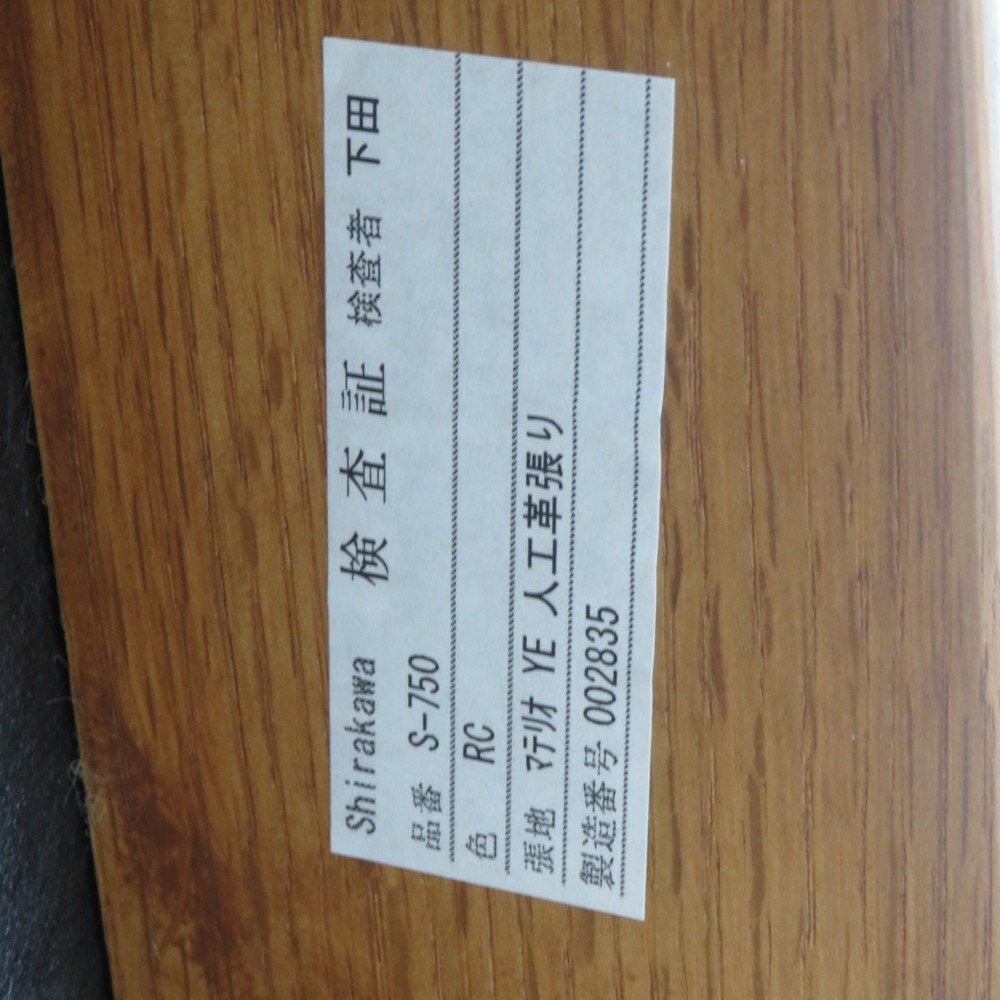 Shirakawa 検査証 検査者 下田
品番 S-750
色 RC
張地 ﾏﾃﾘｵ YE 人工革張り
製造番号 002835